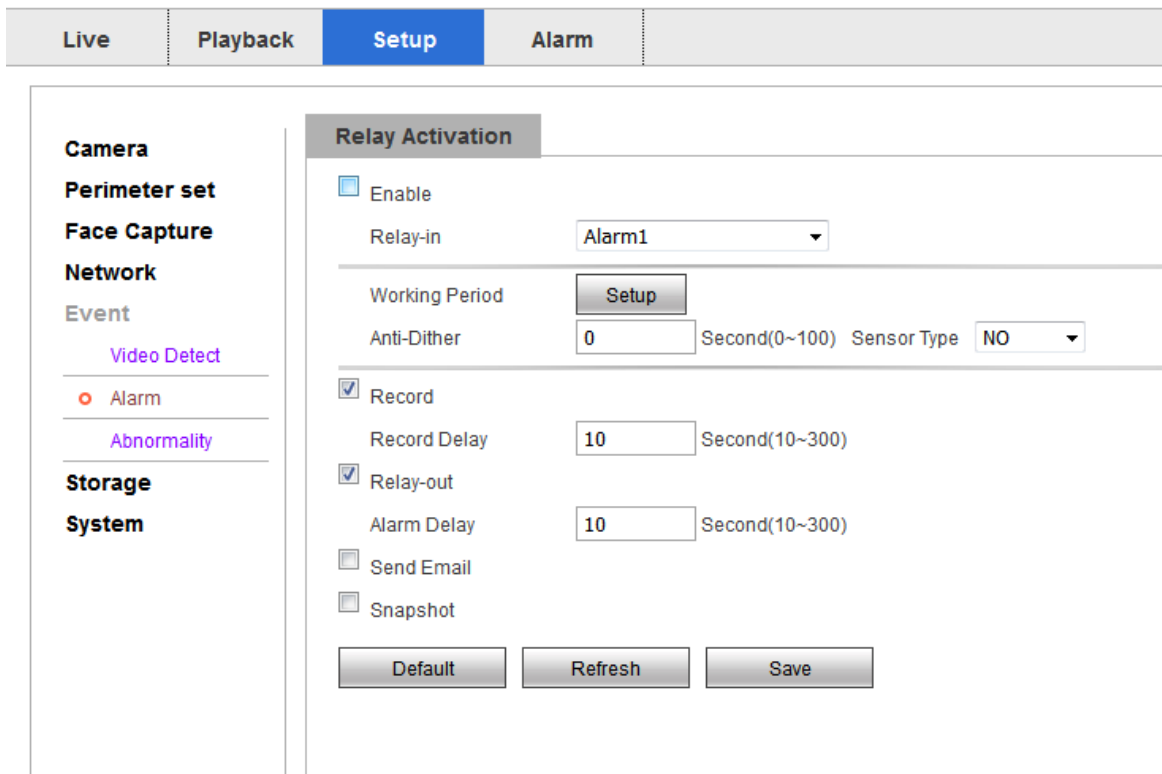 Live Playback Setup Alarm
Camera
Perimeter set
Face Capture
Network
Event
Video Detect
Alarm
Abnormality
Storage
System
Relay Activation
Enable
Relay-in Alarm1
Working Period Setup
Anti-Dither 0 Second(0~100) Sensor Type NO
Record
Record Delay 10 Second(10~300)
Relay-out
Alarm Delay 10 Second(10~300)
Send Email
Snapshot
Default Refresh Save